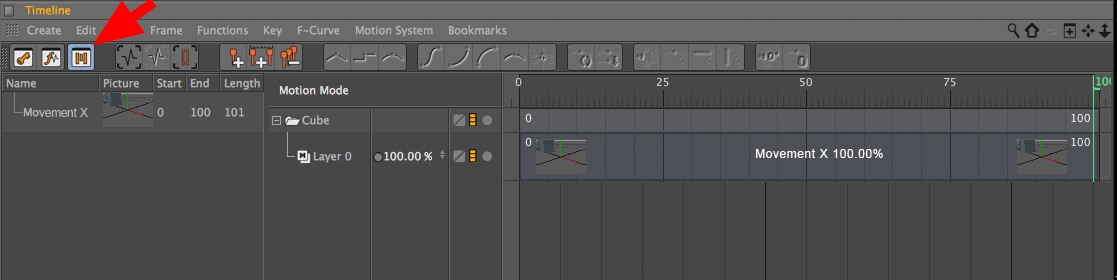 Timeline
Create Edit Frame Functions Key F-Curve Motion System Bookmarks
Name Picture Start End Length
Motion Mode
0 25 50 75 100
Movement X 0 100 101
Cube
0 100
Layer 0 100.00 %
0 Movement X 100.00% 100